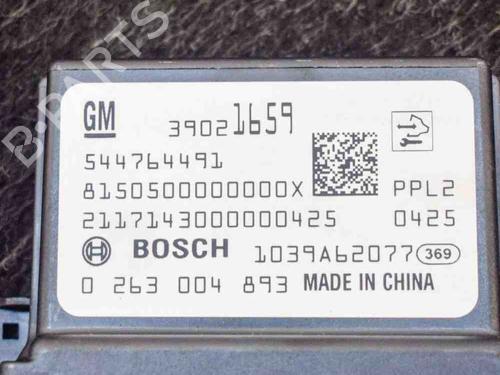 B-PARTS
GM
39021659
544764491
8150500000000X PPL2
2117143000000425 0425
BOSCH 1039A62077 369
0 263 004 893 MADE IN CHINA